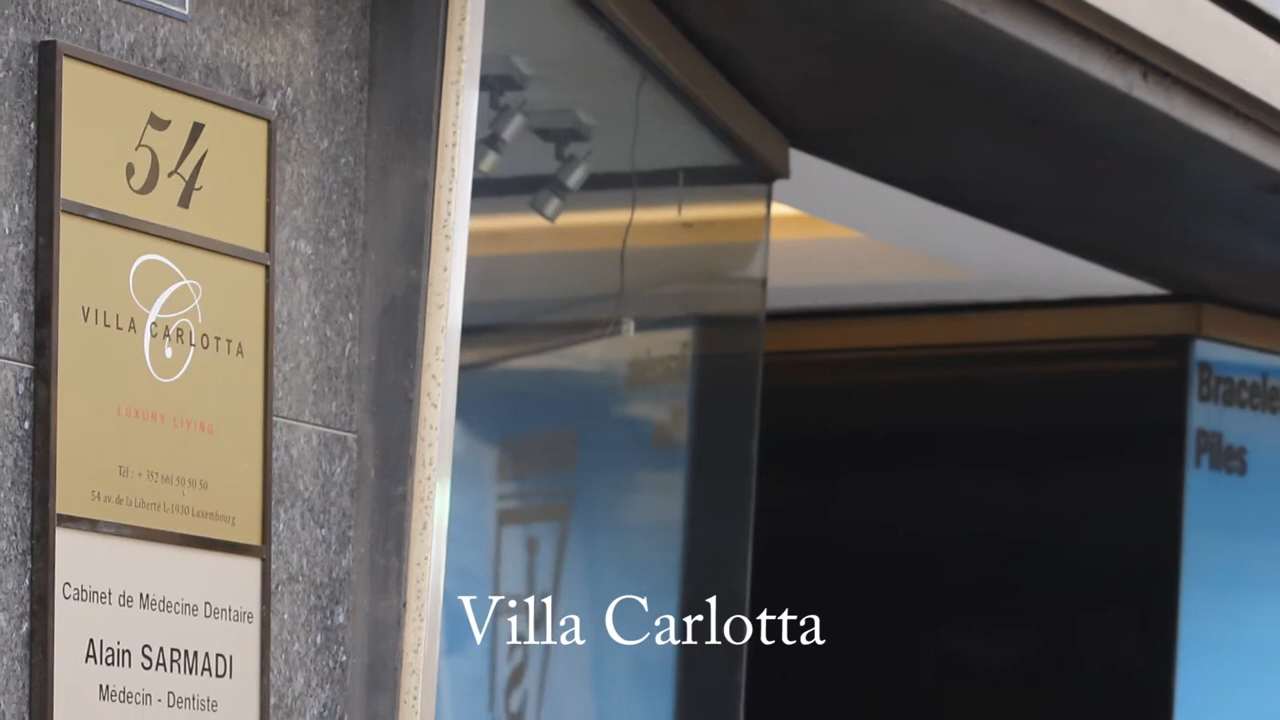 54
VILLA CARLOTTA
LUXURY LIVING
Tél : + 352 661 50 50 50
54 av. de la Liberté L-1930 Luxembourg
Cabinet de Médecine Dentaire
Alain SARMADI
Médecin - Dentiste
Piles
Villa Carlotta